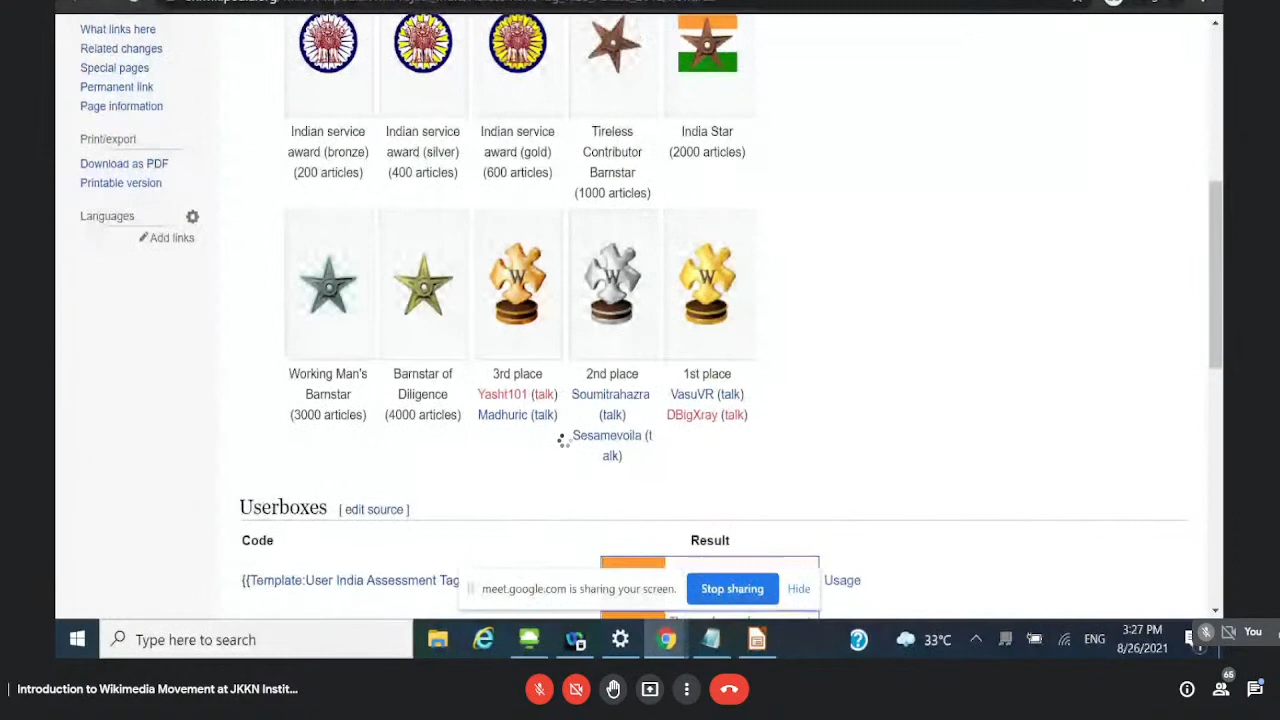 What links here
Related changes
Special pages
Permanent link
Page information
Print/export
Download as PDF
Printable version
Languages
Add links
Indian service award (bronze) (200 articles)
Indian service award (silver) (400 articles)
Indian service award (gold) (600 articles)
Tireless Contributor Barnstar (1000 articles)
India Star (2000 articles)
W
W
W
Working Man's Barnstar (3000 articles)
Barnstar of Diligence (4000 articles)
3rd place
Yasht101 (talk)
Madhuric (talk)
2nd place
Soumitrahazra (talk)
Sesamevoila (talk)
1st place
VasuVR (talk)
DBigXray (talk)
Userboxes [ edit source ]
Code Result
{{Template:User India Assessment Tag
Usage
meet.google.com is sharing your screen. Stop sharing Hide
Type here to search
33°C ENG
3:27 PM
8/26/2021
You
Introduction to Wikimedia Movement at JKKN Instit...
65